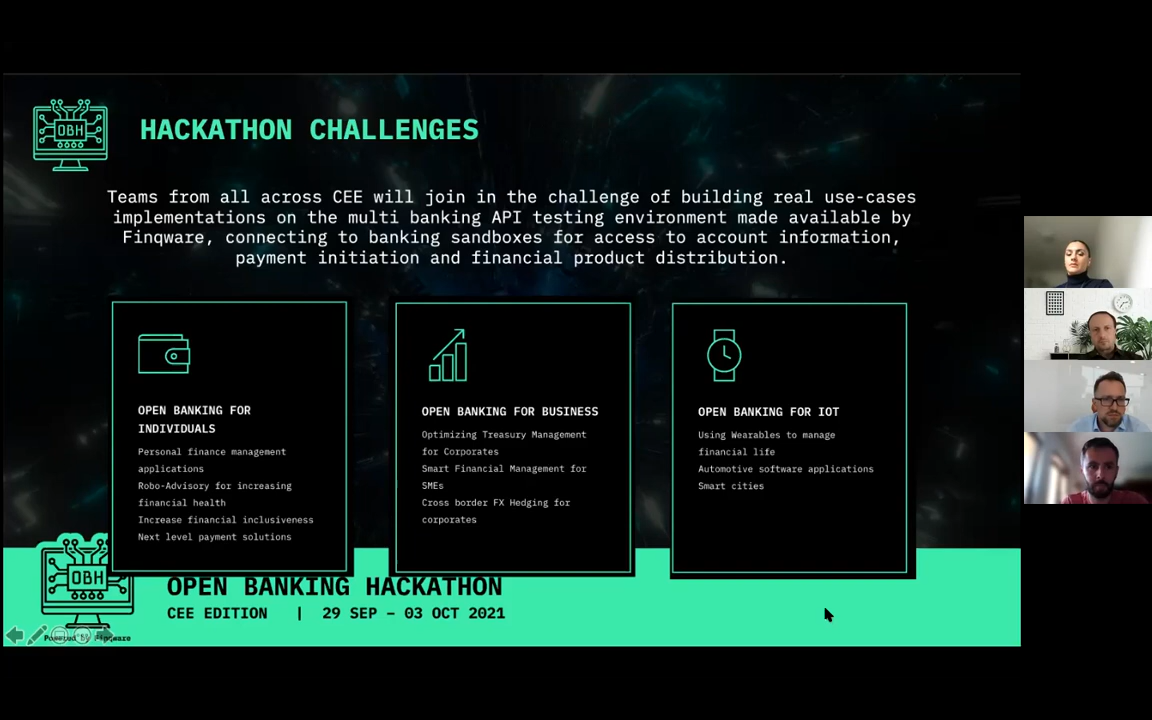 OBH
HACKATHON CHALLENGES
Teams from all across CEE will join in the challenge of building real use-cases
implementations on the multi banking API testing environment made available by
Finqware, connecting to banking sandboxes for access to account information,
payment initiation and financial product distribution.
OPEN BANKING FOR
INDIVIDUALS
Personal finance management
applications
Robo-Advisory for increasing
financial health
Increase financial inclusiveness
Next level payment solutions
OPEN BANKING FOR BUSINESS
Optimizing Treasury Management
for Corporates
Smart Financial Management for
SMEs
Cross border FX Hedging for
corporates
OPEN BANKING FOR IOT
Using Wearables to manage
financial life
Automotive software applications
Smart cities
OBH
OPEN BANKING HACKATHON
CEE EDITION | 29 SEP – 03 OCT 2021
Powered by Finqware